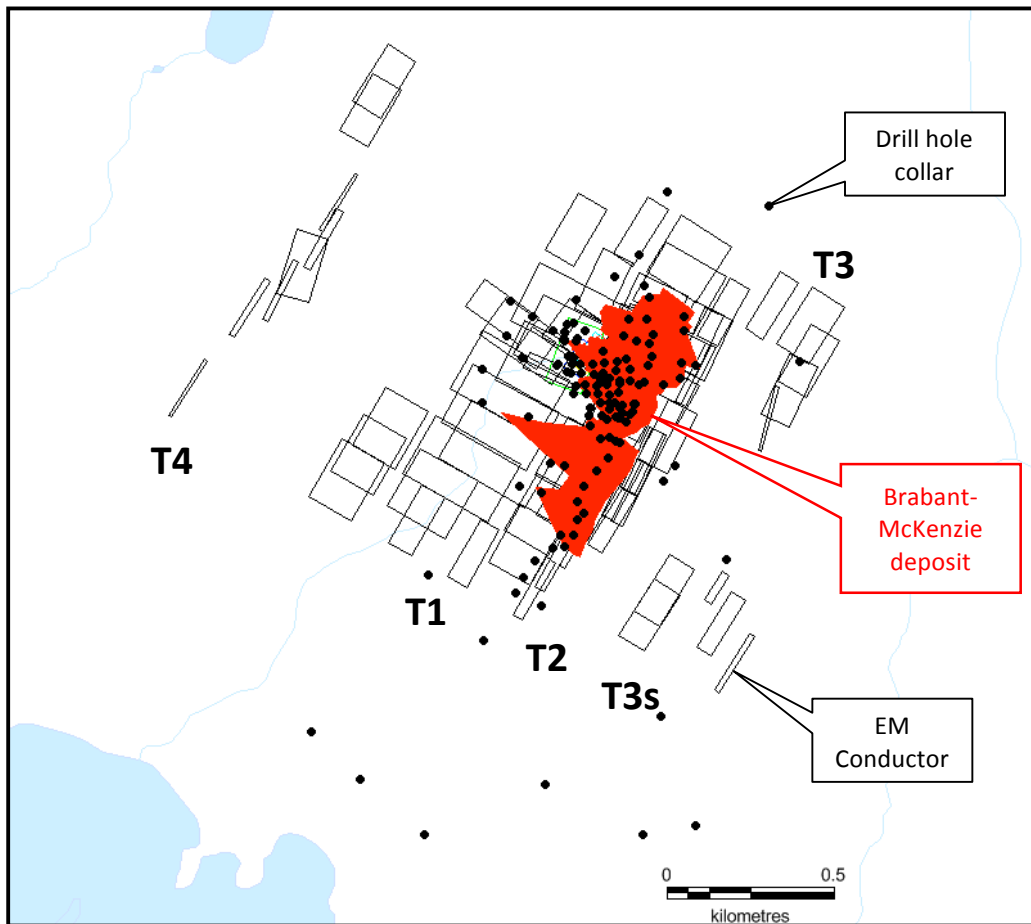 Drill hole
collar
T3
T4
Brabant-
McKenzie
deposit
T1
T2
T3s
EM
Conductor
0 0.5
kilometres